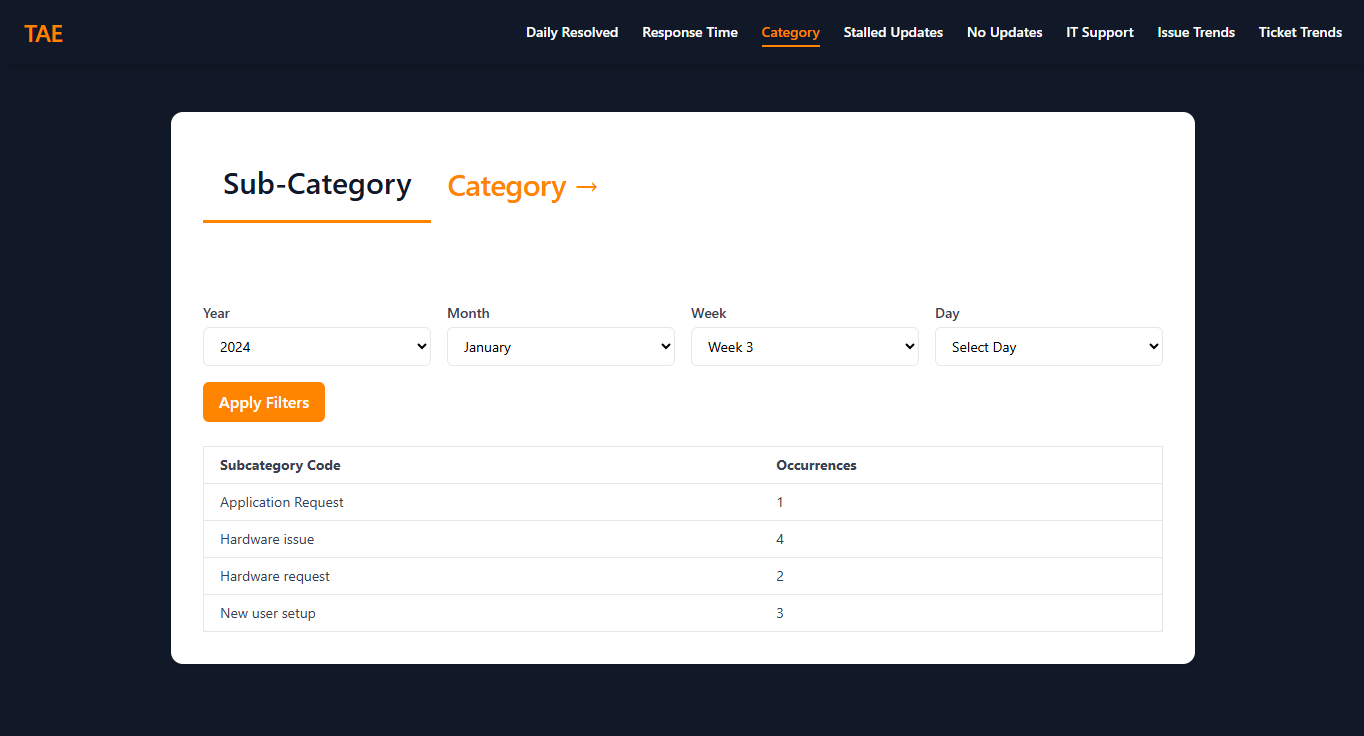 TAE
Daily Resolved Response Time Category Stalled Updates No Updates IT Support Issue Trends Ticket Trends
Sub-Category Category →
Year Month Week Day
2024 January Week 3 Select Day
Apply Filters
Subcategory Code Occurrences
Application Request 1
Hardware issue 4
Hardware request 2
New user setup 3